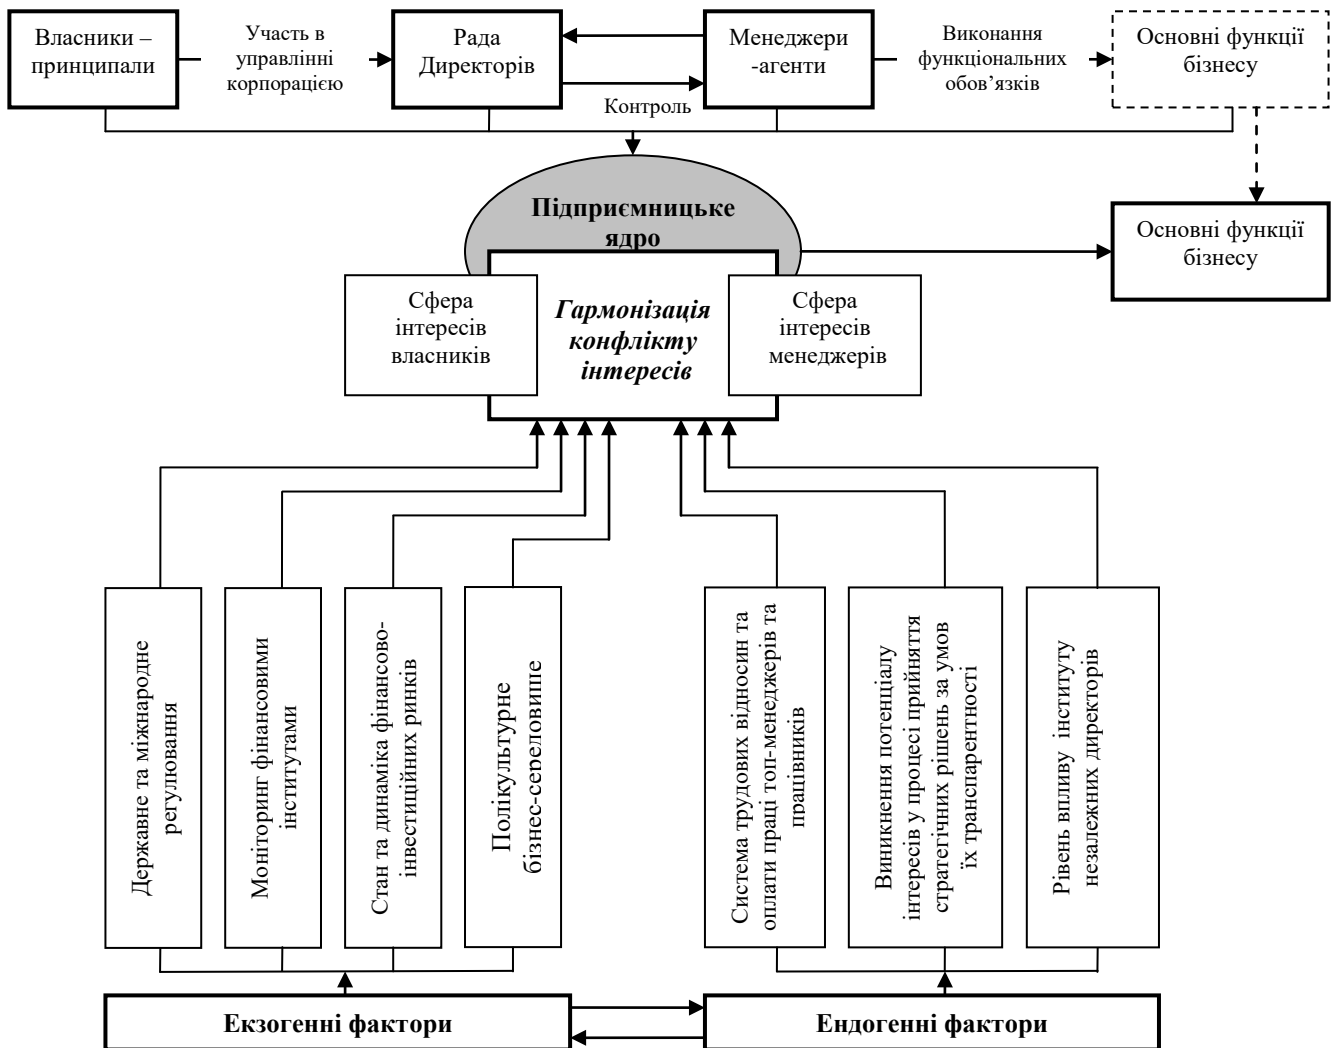 Власники –
принципали
Участь в
управлінні
корпорацією
Рада
Директорів
Контроль
Менеджери
-агенти
Виконання
функціональних
обов’язків
Основні функції
бізнесу
Підприємницьке
ядро
Основні функції
бізнесу
Сфера
інтересів
власників
Гармонізація
конфлікту
інтересів
Сфера
інтересів
менеджерів
Державне та міжнародне
регулювання
Моніторинг фінансовими
інститутами
Стан та динаміка фінансово-
інвестиційних ринків
Полікультурне
бізнес-середовище
Система трудових відносин та
оплати праці топ-менеджерів та
працівників
Виникнення потенціалу
інтересів у процесі прийняття
стратегічних рішень за умов
їх транспарентності
Рівень впливу інституту
незалежних директорів
Екзогенні фактори
Ендогенні фактори